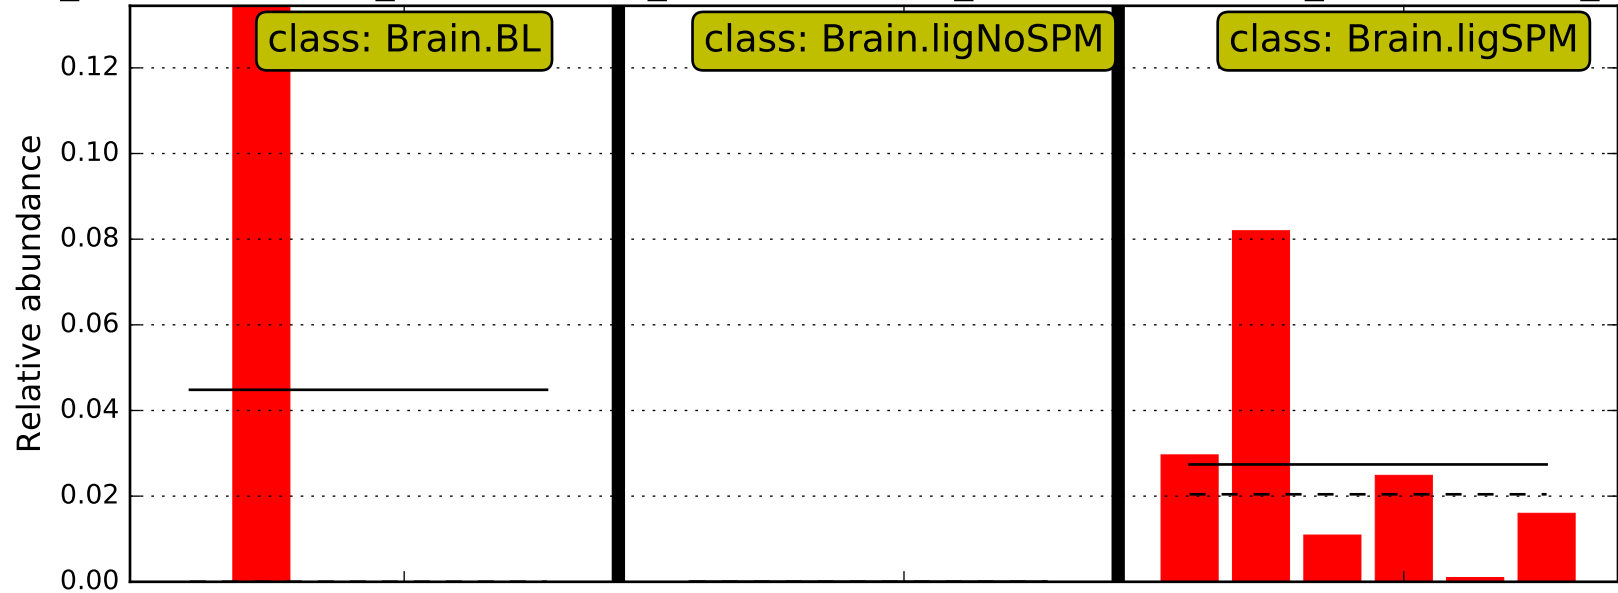 class: Brain.BL
class: Brain.ligNoSPM
class: Brain.ligSPM
Relative abundance
0.12
0.10
0.08
0.06
0.04
0.02
0.00